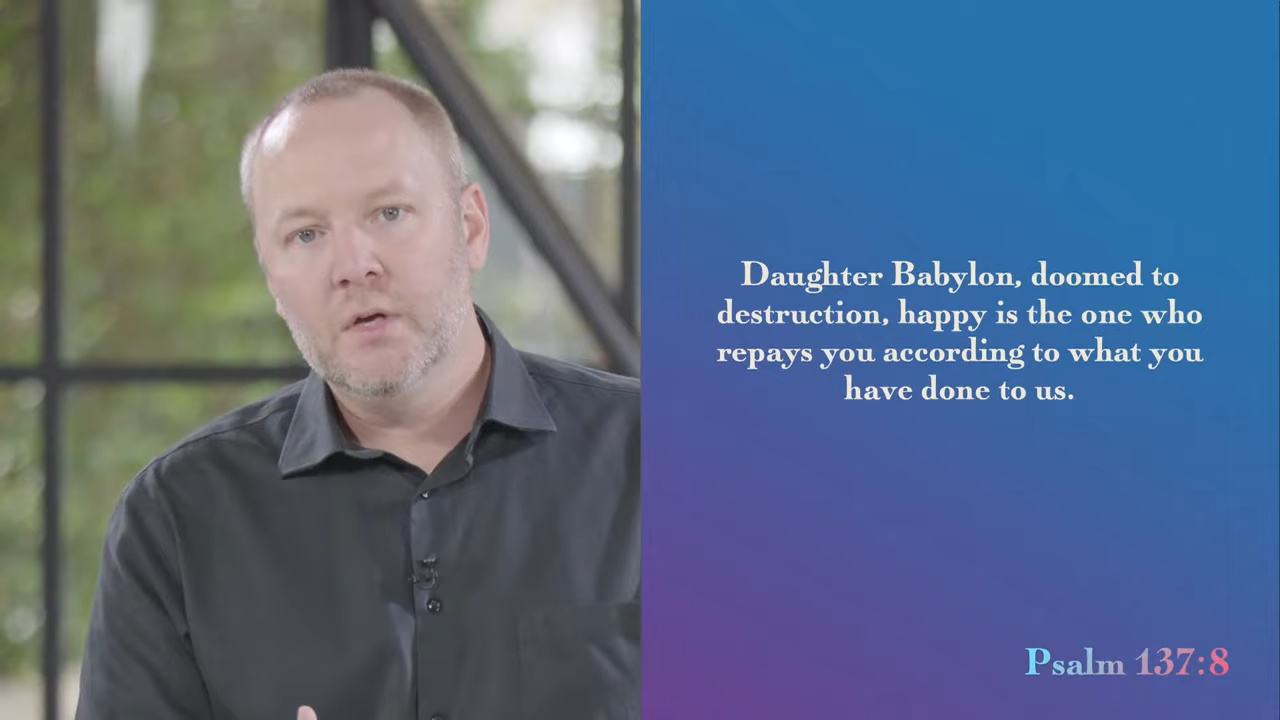 Daughter Babylon, doomed to
destruction, happy is the one who
repays you according to what you
have done to us.
Psalm 137:8